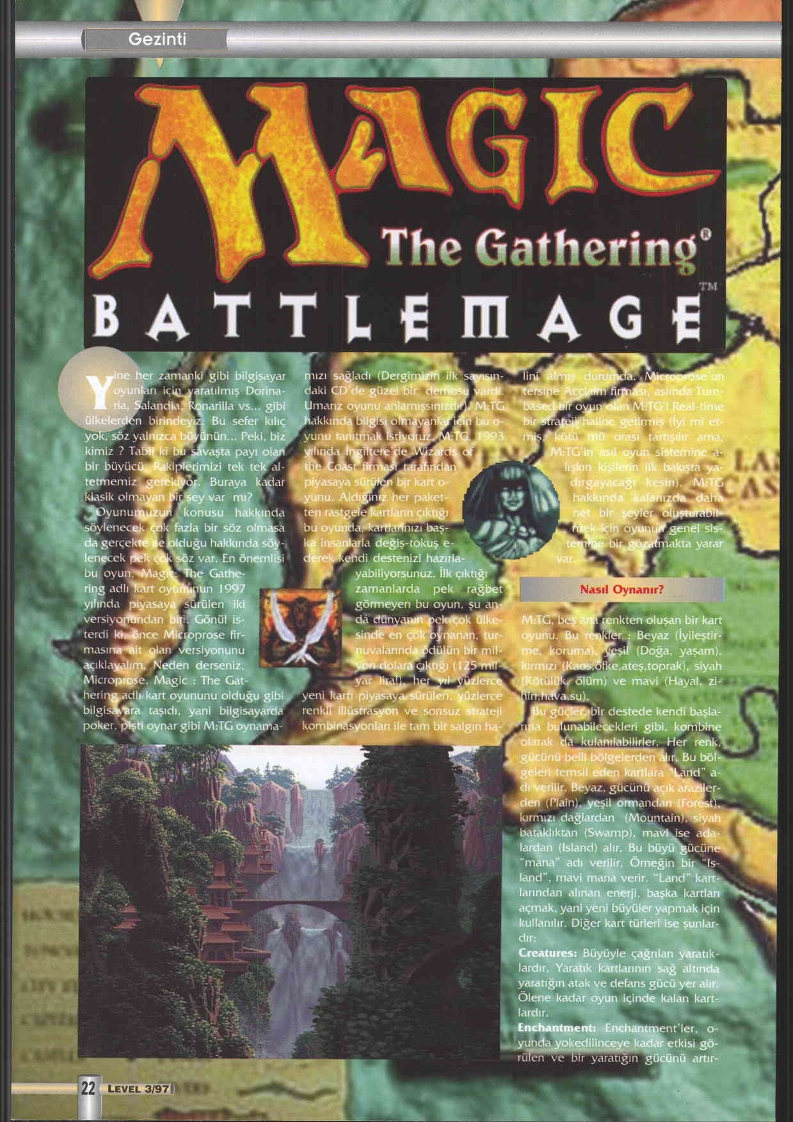 Gezinti
MAGIC
The Gathering®
BATTLEMAGE™
Yine her zamanki gibi bilgisayar
oyunları için yaratılmış Dorina-
ria, Salandia, Ronarilla vs... gibi
ülkelerden birindeyiz. Bu sefer kılıç
yok, söz yalnızca büyünün... Peki, biz
kimiz ? Tabii ki bu savaşta payı olan
bir büyücü. Rakiplerimizi tek tek al-
tetmemiz gerekiyor. Buraya kadar
klasik olmayan bir şey var mı?
Oyunumuzun konusu hakkında
söylenecek çok fazla bir söz olmasa
da gerçekte ne olduğu hakkında söy-
lenecek pek çok söz var. En önemlisi
bu oyun, Magic: The Gathe-
ring adlı kart oyununun 1997
yılında piyasaya sürülen iki
versiyonundan biri. Gönül is-
terdi ki, önce Microprose fir-
masına ait olan versiyonunu
açıklayalım. Neden derseniz,
Microprose, Magic : The Gat-
hering adlı kart oyununu olduğu gibi
bilgisayara taşıdı, yani bilgisayarda
poker, pişti oynar gibi M:TG oynama-
mızı sağladı (Dergimizin ilk sayısın-
daki CD'de güzel bir demosu vardı.
Umarız oyunu anlamışsınızdır). M:TG
hakkında bilgisi olmayanlar için bu o-
yunu tanıtmak istiyoruz. M:TG, 1993
yılında İngiltere'de Wizards of
the Coast firması tarafından
piyasaya sürülen bir kart o-
yunu. Aldığınız her paket-
ten rastgele kartların çıktığı
bu oyunda, kartlarınızı baş-
ka insanlarla değiş-tokuş e-
derek kendi destenizi hazırla-
yabiliyorsunuz. İlk çıktığı
zamanlarda pek rağbet
görmeyen bu oyun, şu an-
da dünyanın pek çok ülke-
sinde en çok oynanan, tur-
nuvalarında ödülün bir mil-
yon dolara çıktığı (125 mil-
yar lira!), her yıl yüzlerce
yeni kartı piyasaya sürülen, yüzlerce
renkli illüstrasyon ve sonsuz strateji
kombinasyonları ile tam bir salgın ha-
lini almış durumda. Microprose'un
tersine Acclaim firması, aslında Turn-
based bir oyun olan M:TG'i Real-time
bir strateji haline getirmiş (İyi mi et-
miş, kötü mü orası tartışılır ama,
M:TG'in asıl oyun sistemine a-
lışkın kişilerin ilk bakışta ya-
dırgayacağı kesin). M:TG
hakkında kafanızda daha
net bir şeyler oluşturabil-
mek için oyunun genel sis-
temine bir gözatmakta yarar
var.
Nasıl Oynanır?
M:TG, beş ana renkten oluşan bir kart
oyunu. Bu renkler : Beyaz (İyileştir-
me, koruma), yeşil (Doğa, yaşam),
kırmızı (Kaos,öfke,ateş,toprak), siyah
(Kötülük, ölüm) ve mavi (Hayal, zi-
hin,hava,su).
Bu güçler, bir destede kendi başla-
rına bulunabilecekleri gibi, kombine
olarak da kulanılabilirler. Her renk,
gücünü belli bölgelerden alır. Bu böl-
geleri temsil eden kartlara "Land" a-
dı verilir. Beyaz, gücünü açık araziler-
den (Plain), yeşil ormandan (Forest),
kırmızı dağlardan (Mountain), siyah
bataklıktan (Swamp), mavi ise ada-
lardan (Island) alır. Bu büyü gücüne
"mana" adı verilir. Örneğin bir "Is-
land", mavi mana verir. "Land" kart-
larından alınan enerji, başka kartları
açmak, yani yeni büyüler yapmak için
kullanılır. Diğer kart türleri ise şunlar-
dır:
Creatures: Büyüyle çağrılan yaratık-
lardır. Yaratık kartlarının sağ altında
yaratığın atak ve defans gücü yer alır.
Ölene kadar oyun içinde kalan kart-
lardır.
Enchantment: Enchantment'ler, o-
yunda yokedilinceye kadar etkisi gö-
rülen ve bir yaratığın gücünü artır-
22 LEVEL 3/97